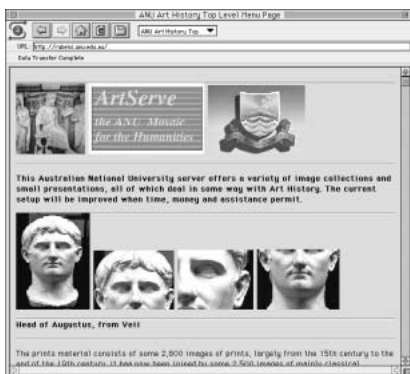 ANU Art History Top Level Menu Page
ANU Art History Top
URL: http://rubens.anu.edu.au/
Data Transfer Complete
ArtServe
the ANU Mosaic
for the Humanities
This Australian National University server offers a variety of image collections and
small presentations, all of which deal in some way with Art History. The current
setup will be improved when time, money and assistance permit.
Head of Augustus, from Veii
The prints material consists of some 2,800 images of prints, largely from the 15th century to the
end of the 19th century. It has now been joined by some 2,500 images of mainly classical